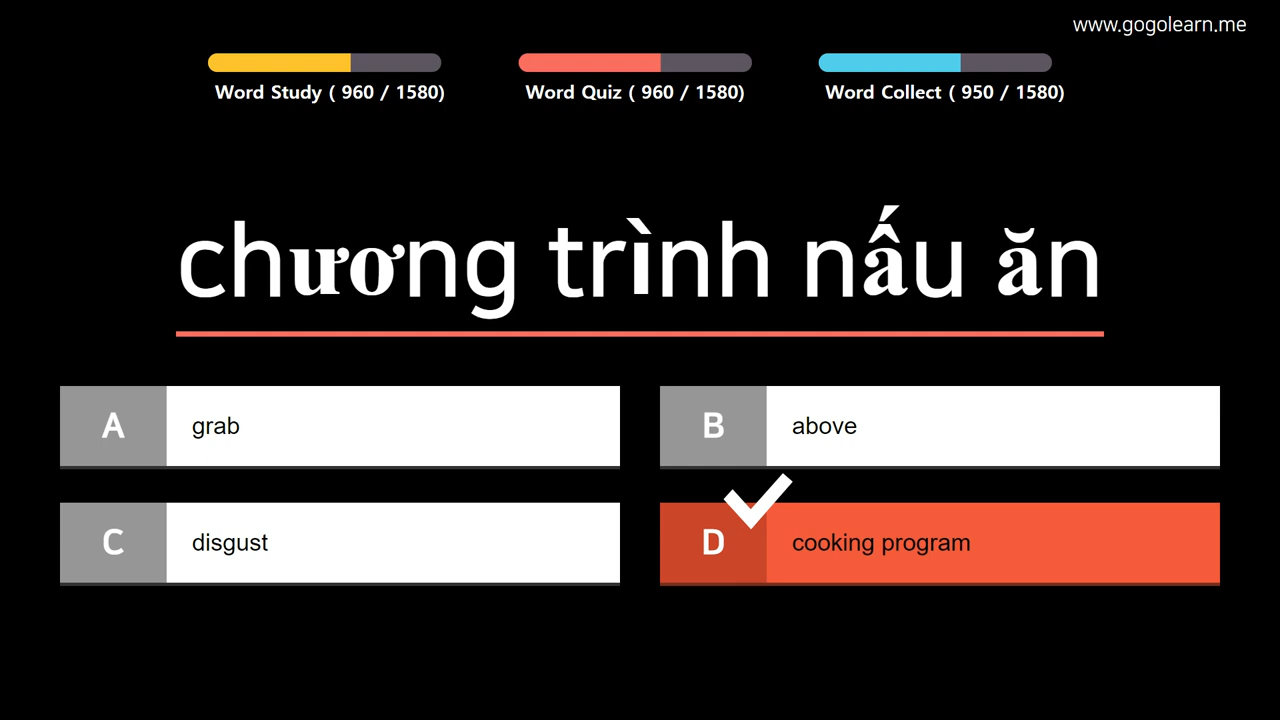 www.gogolearn.me
Word Study ( 960 / 1580)
Word Quiz ( 960 / 1580)
Word Collect ( 950 / 1580)
chương trình nấu ăn
A grab
B above
C disgust
D cooking program